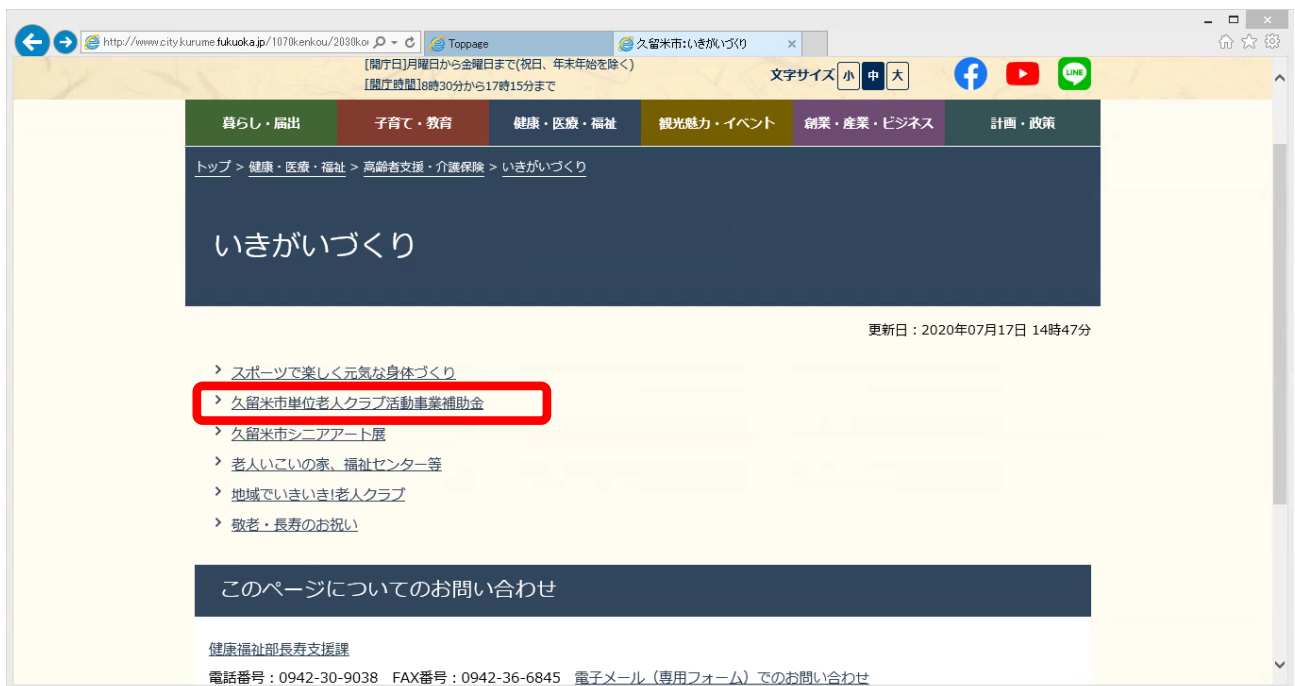 http://www.city.kurume.fukuoka.jp/1070kenkou/2030ko
Toppage
久留米市:いきがいづくり
[開庁日]月曜日から金曜日まで(祝日、年末年始を除く)
[開庁時間]8時30分から17時15分まで
文字サイズ 小 中 大
LINE
暮らし・届出 子育て・教育 健康・医療・福祉 観光魅力・イベント 創業・産業・ビジネス 計画・政策
トップ > 健康・医療・福祉 > 高齢者支援・介護保険 > いきがいづくり
いきがいづくり
更新日：2020年07月17日 14時47分
スポーツで楽しく元気な身体づくり
久留米市単位老人クラブ活動事業補助金
久留米市シニアアート展
老人いこいの家、福祉センター等
地域でいきいき!老人クラブ
敬老・長寿のお祝い
このページについてのお問い合わせ
健康福祉部長寿支援課
電話番号：0942-30-9038 FAX番号：0942-36-6845 電子メール（専用フォーム）でのお問い合わせ